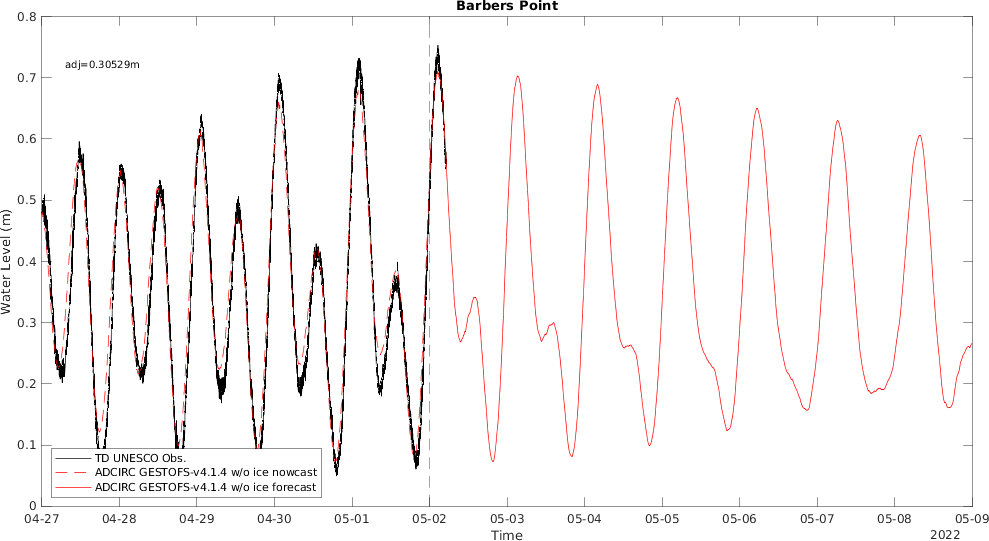 Barbers Point
0.8
0.7
0.6
0.5
0.4
0.3
0.2
0.1
0
Water Level (m)
adj=0.30529m
TD UNESCO Obs.
ADCIRC GESTOFS-v4.1.4 w/o ice nowcast
ADCIRC GESTOFS-v4.1.4 w/o ice forecast
04-27 04-28 04-29 04-30 05-01 05-02 05-03 05-04 05-05 05-06 05-07 05-08 05-09
Time
2022